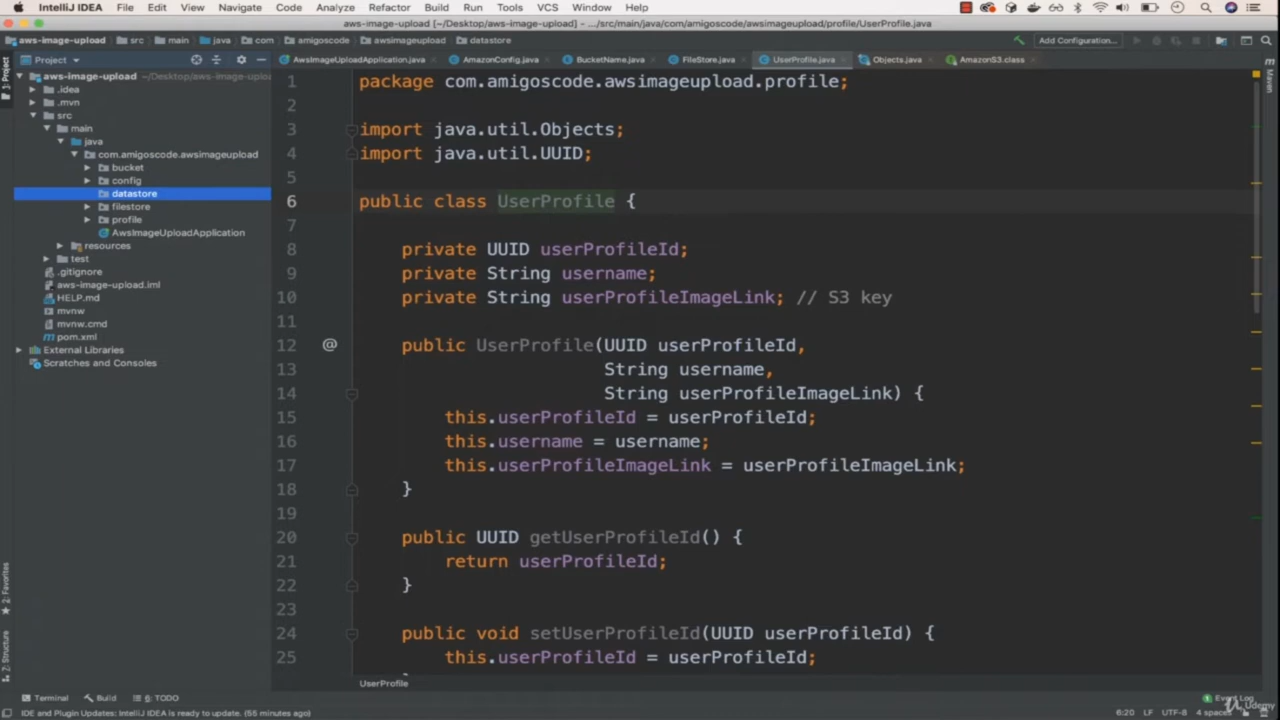 IntelliJ IDEA File Edit View Navigate Code Analyze Refactor Build Run Tools VCS Window Help
aws-image-upload [~/Desktop/aws-image-upload] - .../src/main/java/com/amigoscode/awsimageupload/profile/UserProfile.java
aws-image-upload src main java com amigoscode awsimageupload datastore Add Configuration...
Project AwsImageUploadApplication.java AmazonConfig.java BucketName.java FileStore.java UserProfile.java Objects.java AmazonS3.class
1: Project
Maven
aws-image-upload ~/Desktop/aws-image-upload
.idea
.mvn
src
main
java
com.amigoscode.awsimageupload
bucket
config
datastore
filestore
profile
AwsImageUploadApplication
resources
test
.gitignore
aws-image-upload.iml
HELP.md
mvnw
mvnw.cmd
pom.xml
External Libraries
Scratches and Consoles
1 package com.amigoscode.awsimageupload.profile;
2
3 import java.util.Objects;
4 import java.util.UUID;
5
6 public class UserProfile {
7
8 private UUID userProfileId;
9 private String username;
10 private String userProfileImageLink; // S3 key
11
12 @ public UserProfile(UUID userProfileId,
13 String username,
14 String userProfileImageLink) {
15 this.userProfileId = userProfileId;
16 this.username = username;
17 this.userProfileImageLink = userProfileImageLink;
18 }
19
20 public UUID getUserProfileId() {
21 return userProfileId;
22 }
23
24 public void setUserProfileId(UUID userProfileId) {
25 this.userProfileId = userProfileId;
UserProfile
2: Favorites
Z: Structure
Terminal Build 6: TODO Event Log
IDE and Plugin Updates: IntelliJ IDEA is ready to update. (55 minutes ago) 6:20 LF UTF-8 4 spaces
Udemy